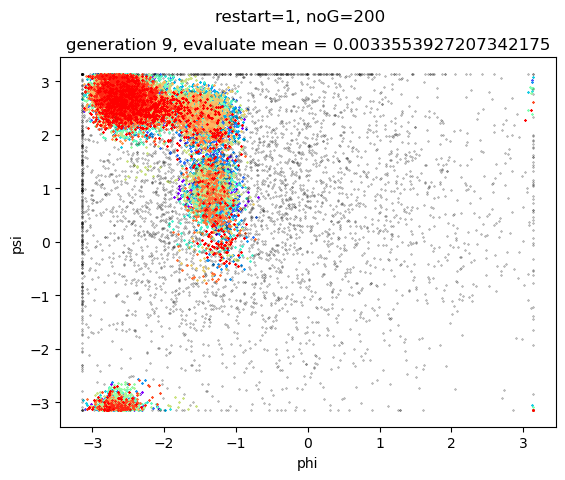 restart=1, noG=200
generation 9, evaluate mean = 0.0033553927207342175
3
2
1
0
−1
−2
−3
psi
−3 −2 −1 0 1 2 3
phi